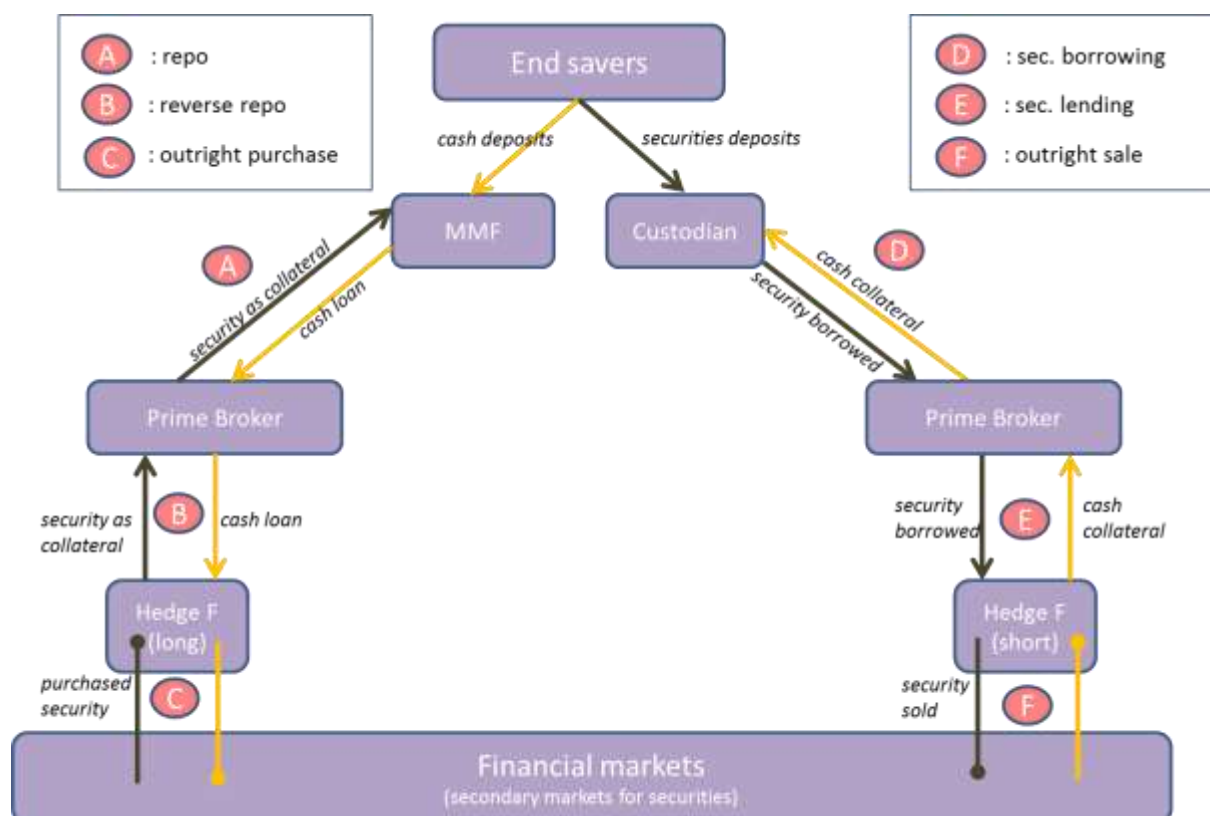 A : repo
B : reverse repo
C : outright purchase
End savers
D : sec. borrowing
E : sec. lending
F : outright sale
cash deposits
securities deposits
MMF
Custodian
A
security as collateral
cash loan
D
cash collateral
security borrowed
Prime Broker
Prime Broker
security as
collateral
B
cash loan
security
borrowed
E
cash
collateral
Hedge F
(long)
Hedge F
(short)
purchased
security
C
security
sold
F
Financial markets
(secondary markets for securities)